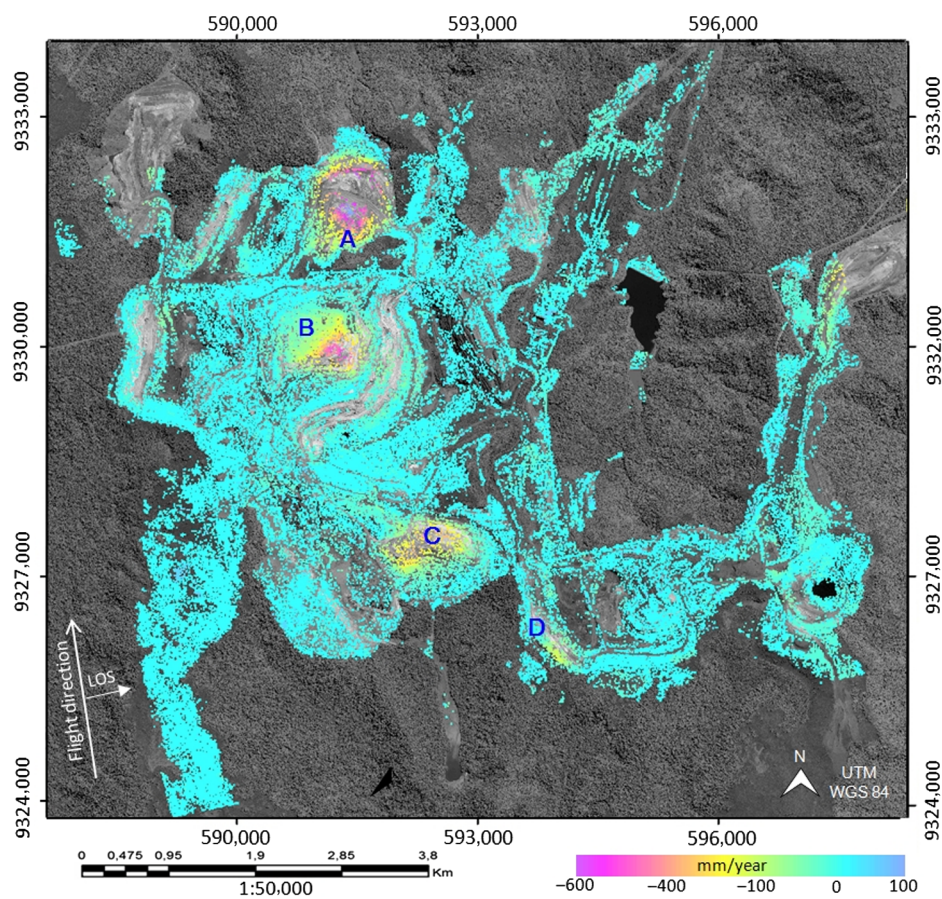 590,000 593,000 596,000
9333,000 9333,000
A
B
9330,000 9332,000
C
9327,000 9327,000
D
Flight direction
LOS
N
UTM
WGS 84
9324,000 9324,000
590,000 593,000 596,000
0 0,475 0,95 1,9 2,85 3,8
Km
1:50.000
mm/year
−600 −400 −100 0 100